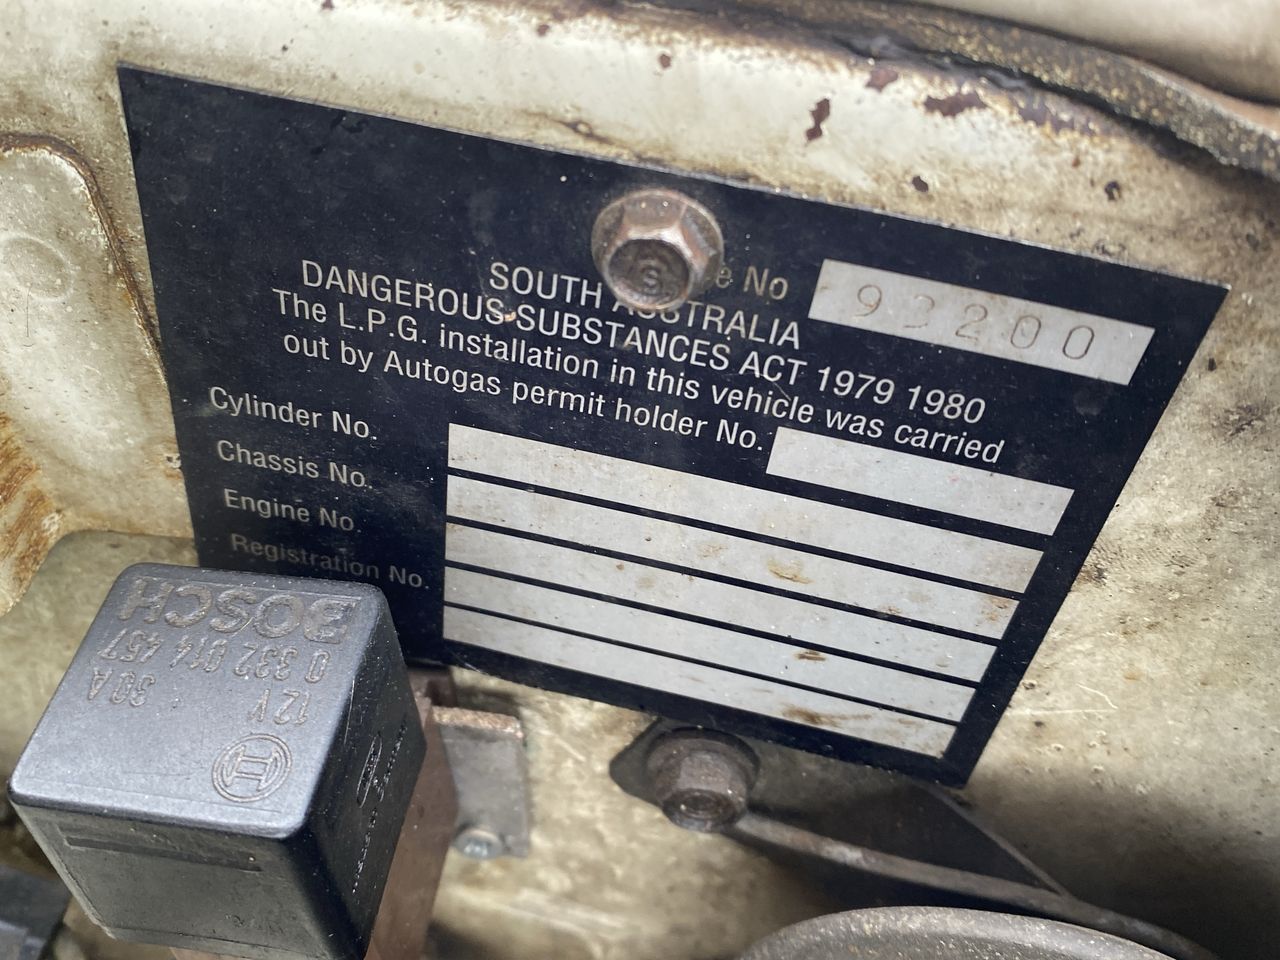 e No
SOUTH AUSTRALIA
DANGEROUS SUBSTANCES ACT 1979 1980
The L.P.G. installation in this vehicle was carried
out by Autogas permit holder No.
Cylinder No.
Chassis No.
Engine No.
Registration No.
BOSCH
0 332 014 457
12V 30A
S